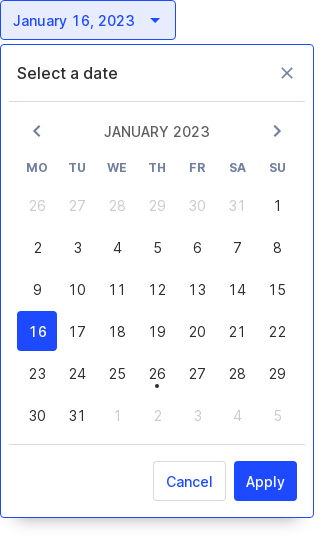 January 16, 2023
Select a date
JANUARY 2023
MO TU WE TH FR SA SU
26 27 28 29 30 31 1
2 3 4 5 6 7 8
9 10 11 12 13 14 15
16 17 18 19 20 21 22
23 24 25 26 27 28 29
30 31 1 2 3 4 5
Cancel Apply